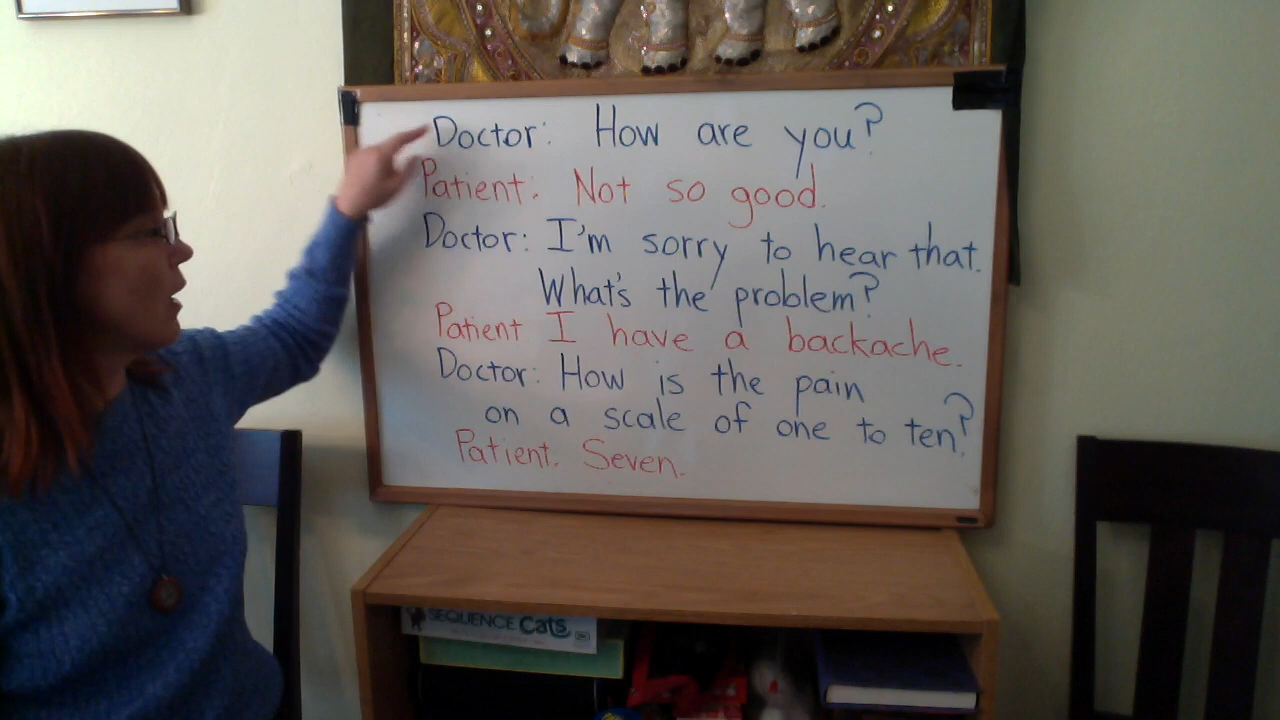 Doctor: How are you?
Patient: Not so good.
Doctor: I'm sorry to hear that.
What's the problem?
Patient I have a backache.
Doctor: How is the pain
on a scale of one to ten?
Patient. Seven.
SEQUENCE Cats